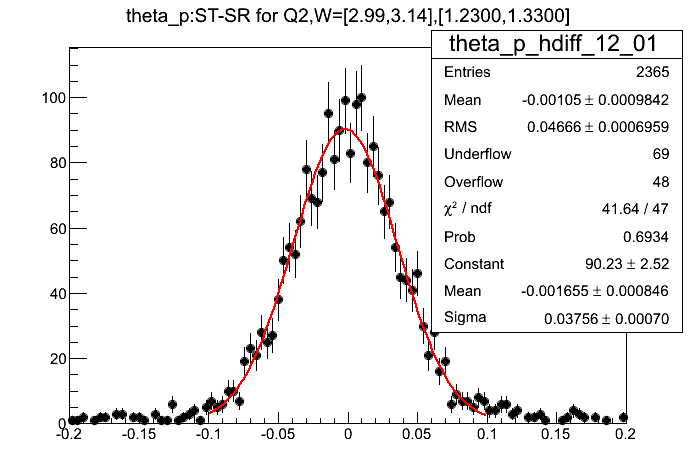 theta_p:ST-SR for Q2,W=[2.99,3.14],[1.2300,1.3300]
theta_p_hdiff_12_01
Entries 2365
Mean -0.00105 ± 0.0009842
RMS 0.04666 ± 0.0006959
Underflow 69
Overflow 48
χ² / ndf 41.64 / 47
Prob 0.6934
Constant 90.23 ± 2.52
Mean -0.001655 ± 0.000846
Sigma 0.03756 ± 0.00070
100
80
60
40
20
0
-0.2 -0.15 -0.1 -0.05 0 0.05 0.1 0.15 0.2